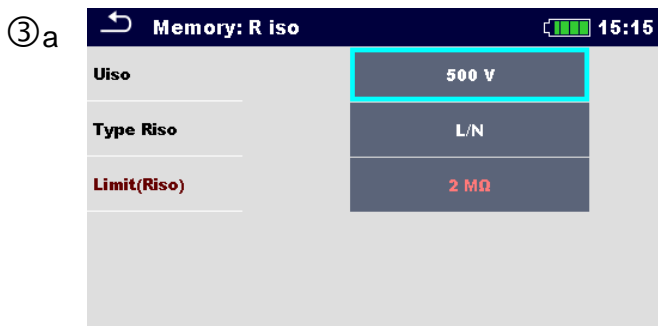 ③a
Memory: R iso 15:15
Uiso 500 V
Type Riso L/N
Limit(Riso) 2 MΩ